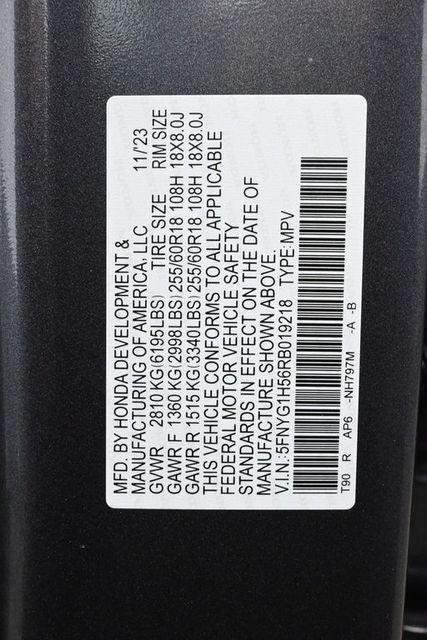 MFD. BY HONDA DEVELOPMENT &
MANUFACTURING OF AMERICA, LLC 11/'23
GVWR 2810 KG(6195LBS) TIRE SIZE RIM SIZE
GAWR F 1360 KG(2998LBS)255/60R18 108H 18X8.0J
GAWR R 1515 KG(3340LBS)255/60R18 108H 18X8.0J
THIS VEHICLE CONFORMS TO ALL APPLICABLE
FEDERAL MOTOR VEHICLE SAFETY
STANDARDS IN EFFECT ON THE DATE OF
MANUFACTURE SHOWN ABOVE.
V.I.N.:5FNYG1H56RB019218 TYPE:MPV
T90 R AP6 -NH797M -A -B